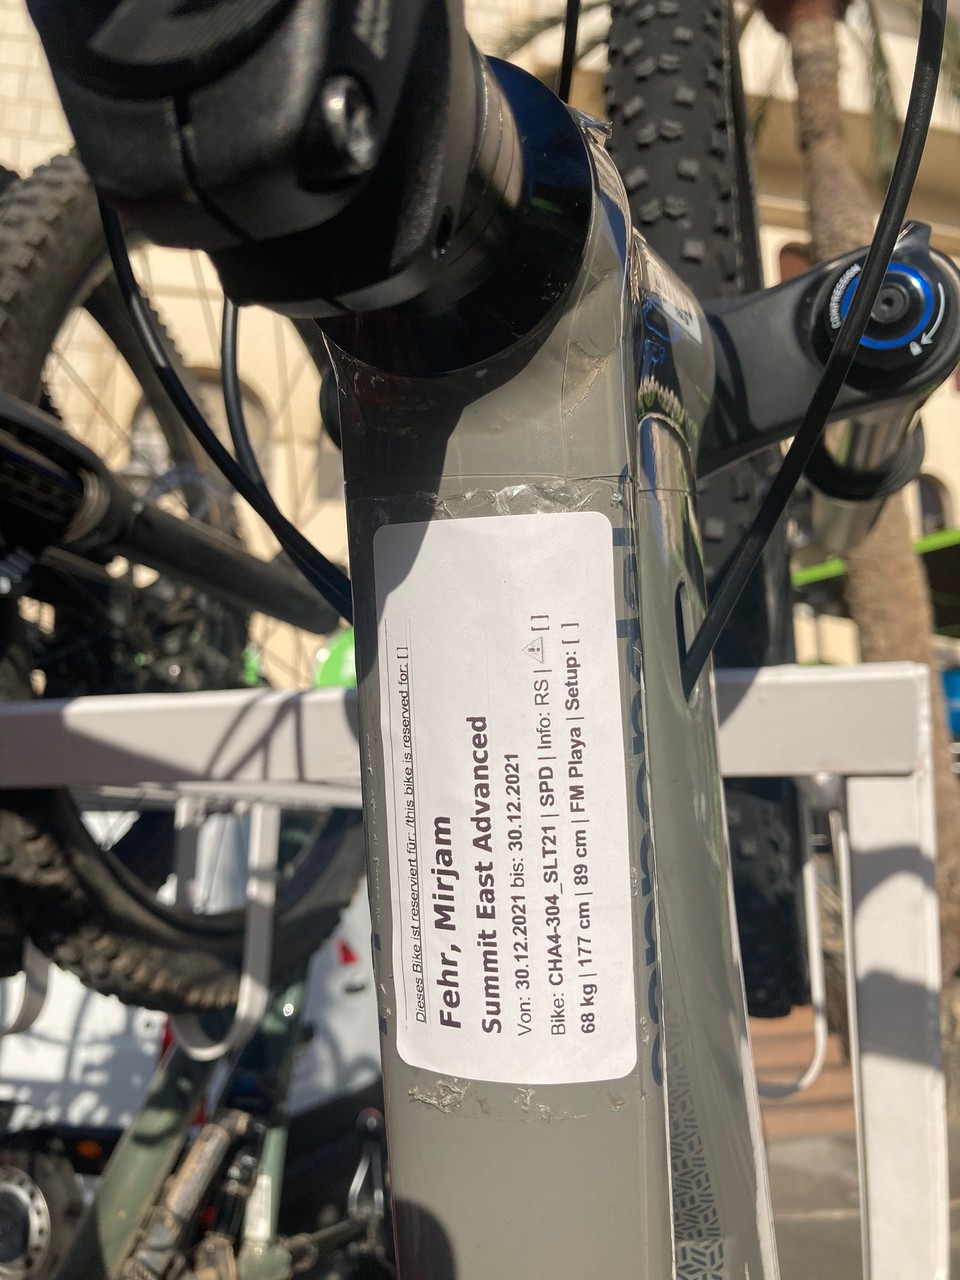 Dieses Bike ist reserviert für: /this bike is reserved for: [ ]
Fehr, Mirjam
Summit East Advanced
Von: 30.12.2021 bis: 30.12.2021
Bike: CHA4-304_SLT21 | SPD | Info: RS | ⚠ [ ]
68 kg | 177 cm | 89 cm | FM Playa | Setup: [ ]
COMPRESSION